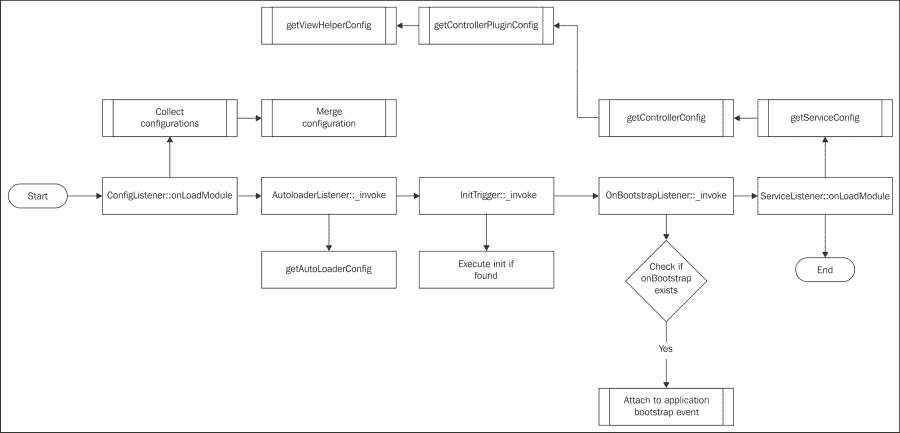 getViewHelperConfig
getControllerPluginConfig
Collect
configurations
Merge
configuration
getControllerConfig
getServiceConfig
Start
ConfigListener::onLoadModule
AutoloaderListener::_invoke
InitTrigger::_invoke
OnBootstrapListener::_invoke
ServiceListener::onLoadModule
getAutoLoaderConfig
Execute init if
found
Check if
onBootstrap
exists
End
Yes
Attach to application
bootstrap event